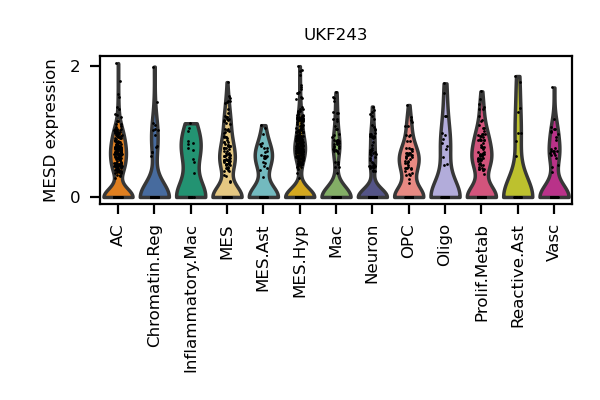 UKF243
MESD expression
2
0
AC
Chromatin.Reg
Inflammatory.Mac
MES
MES.Ast
MES.Hyp
Mac
Neuron
OPC
Oligo
Prolif.Metab
Reactive.Ast
Vasc